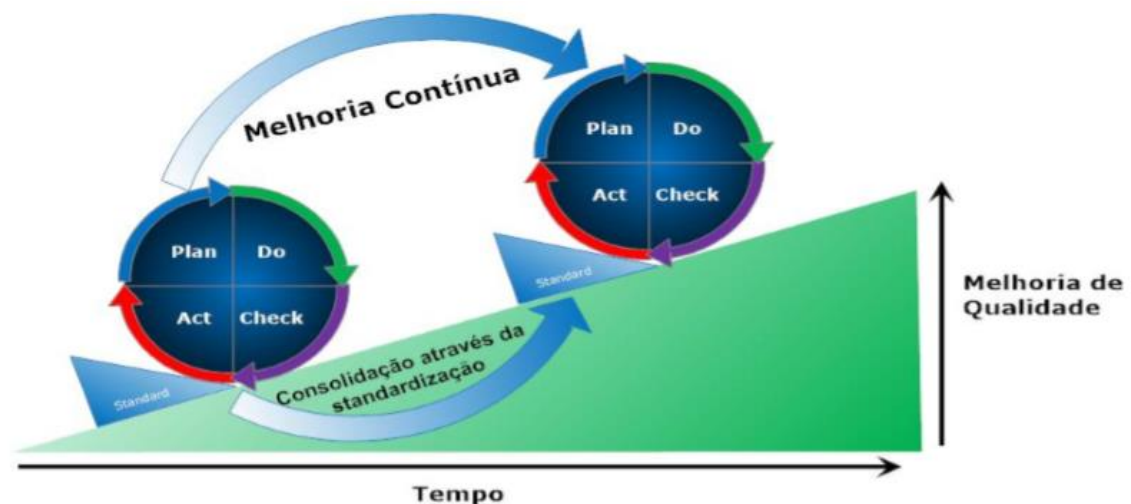 Melhoria Contínua
Plan
Do
Act
Check
Standard
Plan
Do
Act
Check
Standard
Consolidação através da
standardização
Melhoria de
Qualidade
Tempo